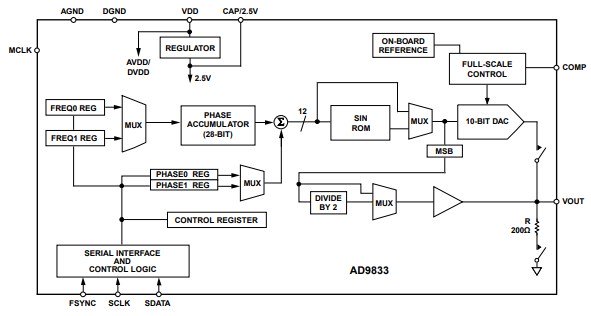 AGND
DGND
VDD
CAP/2.5V
MCLK
AVDD/
DVDD
REGULATOR
2.5V
ON-BOARD
REFERENCE
FULL-SCALE
CONTROL
COMP
FREQ0 REG
FREQ1 REG
MUX
PHASE
ACCUMULATOR
(28-BIT)
Σ
12
SIN
ROM
MUX
10-BIT DAC
MSB
PHASE0 REG
PHASE1 REG
MUX
DIVIDE
BY 2
MUX
VOUT
CONTROL REGISTER
R
200Ω
SERIAL INTERFACE
AND
CONTROL LOGIC
AD9833
FSYNC
SCLK
SDATA